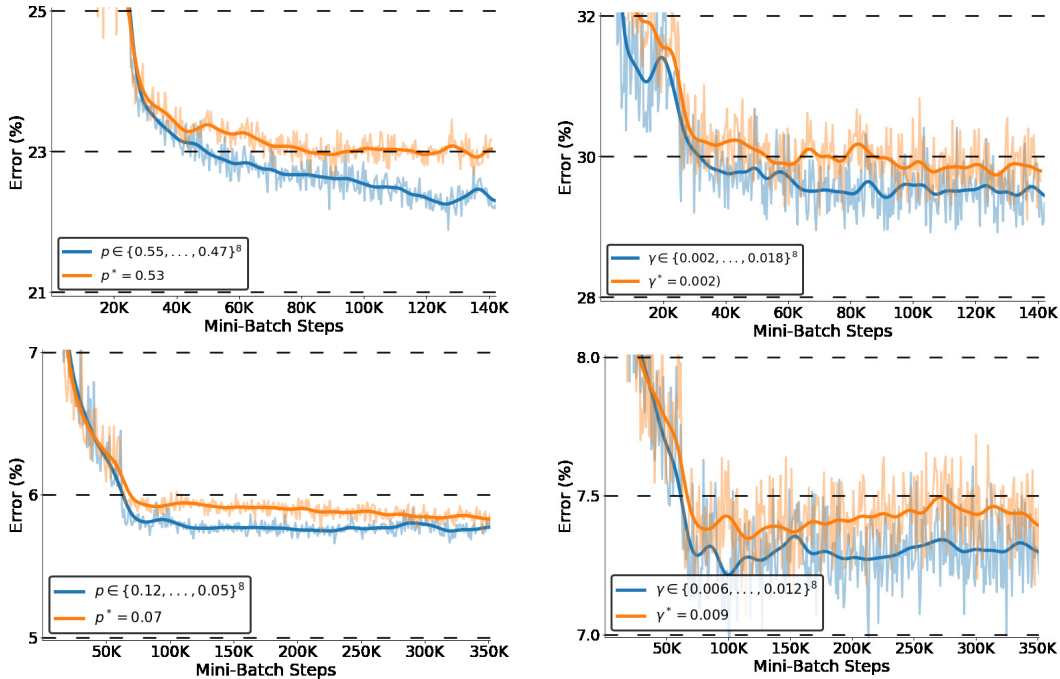 25
23
21
Error (%)
p ∈ {0.55, . . . , 0.47}⁸
p* = 0.53
20K 40K 60K 80K 100K 120K 140K
Mini-Batch Steps
32
30
28
Error (%)
γ ∈ {0.002, . . . , 0.018}⁸
γ* = 0.002)
20K 40K 60K 80K 100K 120K 140K
Mini-Batch Steps
7
6
5
Error (%)
p ∈ {0.12, . . . , 0.05}⁸
p* = 0.07
50K 100K 150K 200K 250K 300K 350K
Mini-Batch Steps
8.0
7.5
7.0
Error (%)
γ ∈ {0.006, . . . , 0.012}⁸
γ* = 0.009
50K 100K 150K 200K 250K 300K 350K
Mini-Batch Steps